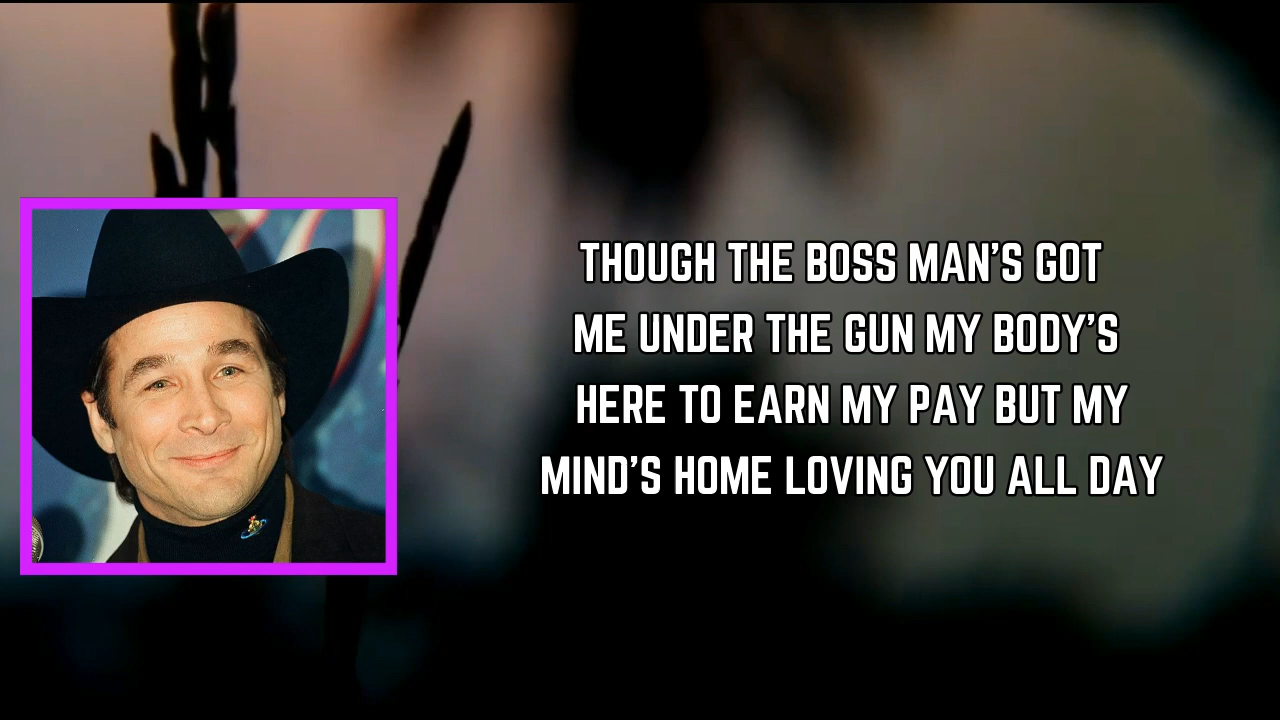 THOUGH THE BOSS MAN'S GOT
ME UNDER THE GUN MY BODY'S
HERE TO EARN MY PAY BUT MY
MIND'S HOME LOVING YOU ALL DAY